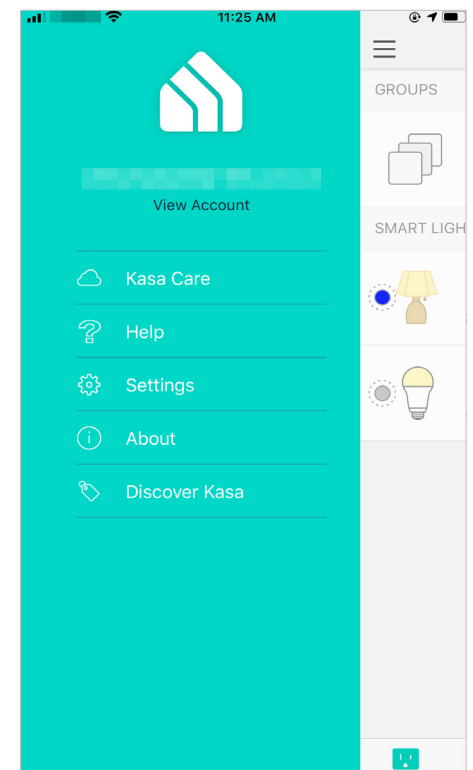 11:25 AM
GROUPS
View Account
SMART LIGH
Kasa Care
Help
Settings
About
Discover Kasa